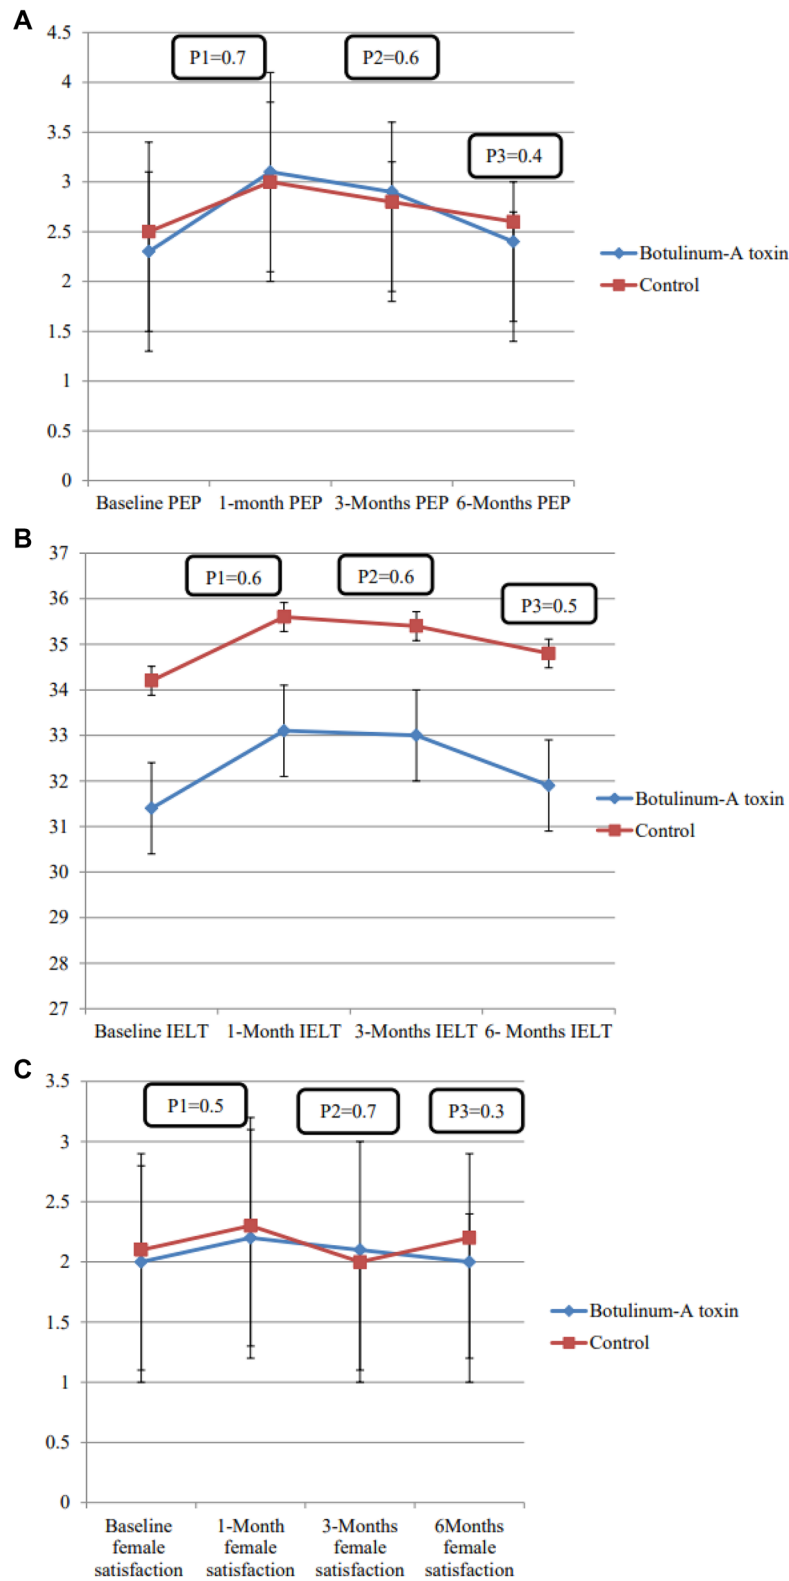 A
4.5
P1=0.7
P2=0.6
4
3.5
P3=0.4
3
2.5
Botulinum-A toxin
2
Control
1.5
1
0.5
0
Baseline PEP 1-month PEP 3-Months PEP 6-Months PEP
B
37
P1=0.6
P2=0.6
36
P3=0.5
35
34
33
32
Botulinum-A toxin
31
Control
30
29
28
27
Baseline IELT 1-Month IELT 3-Months IELT 6- Months IELT
C
3.5
P1=0.5
P2=0.7
P3=0.3
3
2.5
2
Botulinum-A toxin
1.5
Control
1
0.5
0
Baseline female satisfaction
1-Month female satisfaction
3-Months female satisfaction
6Months female satisfaction